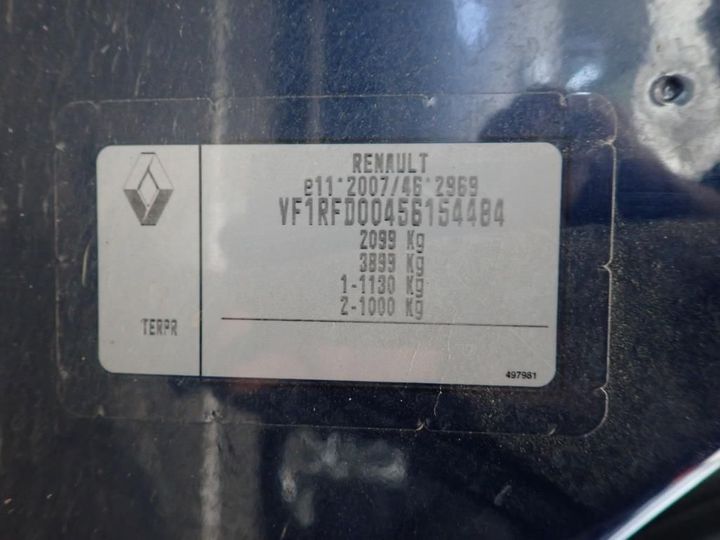 RENAULT
e11*2007/46*2969
VF1RFD00456154484
2099 Kg
3899 Kg
1-1130 Kg
2-1000 Kg
TERPR
497981